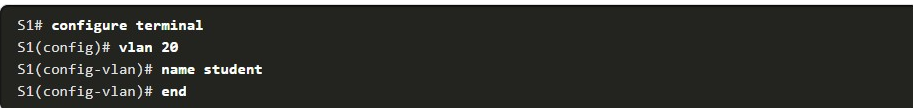 S1# configure terminal
S1(config)# vlan 20
S1(config-vlan)# name student
S1(config-vlan)# end